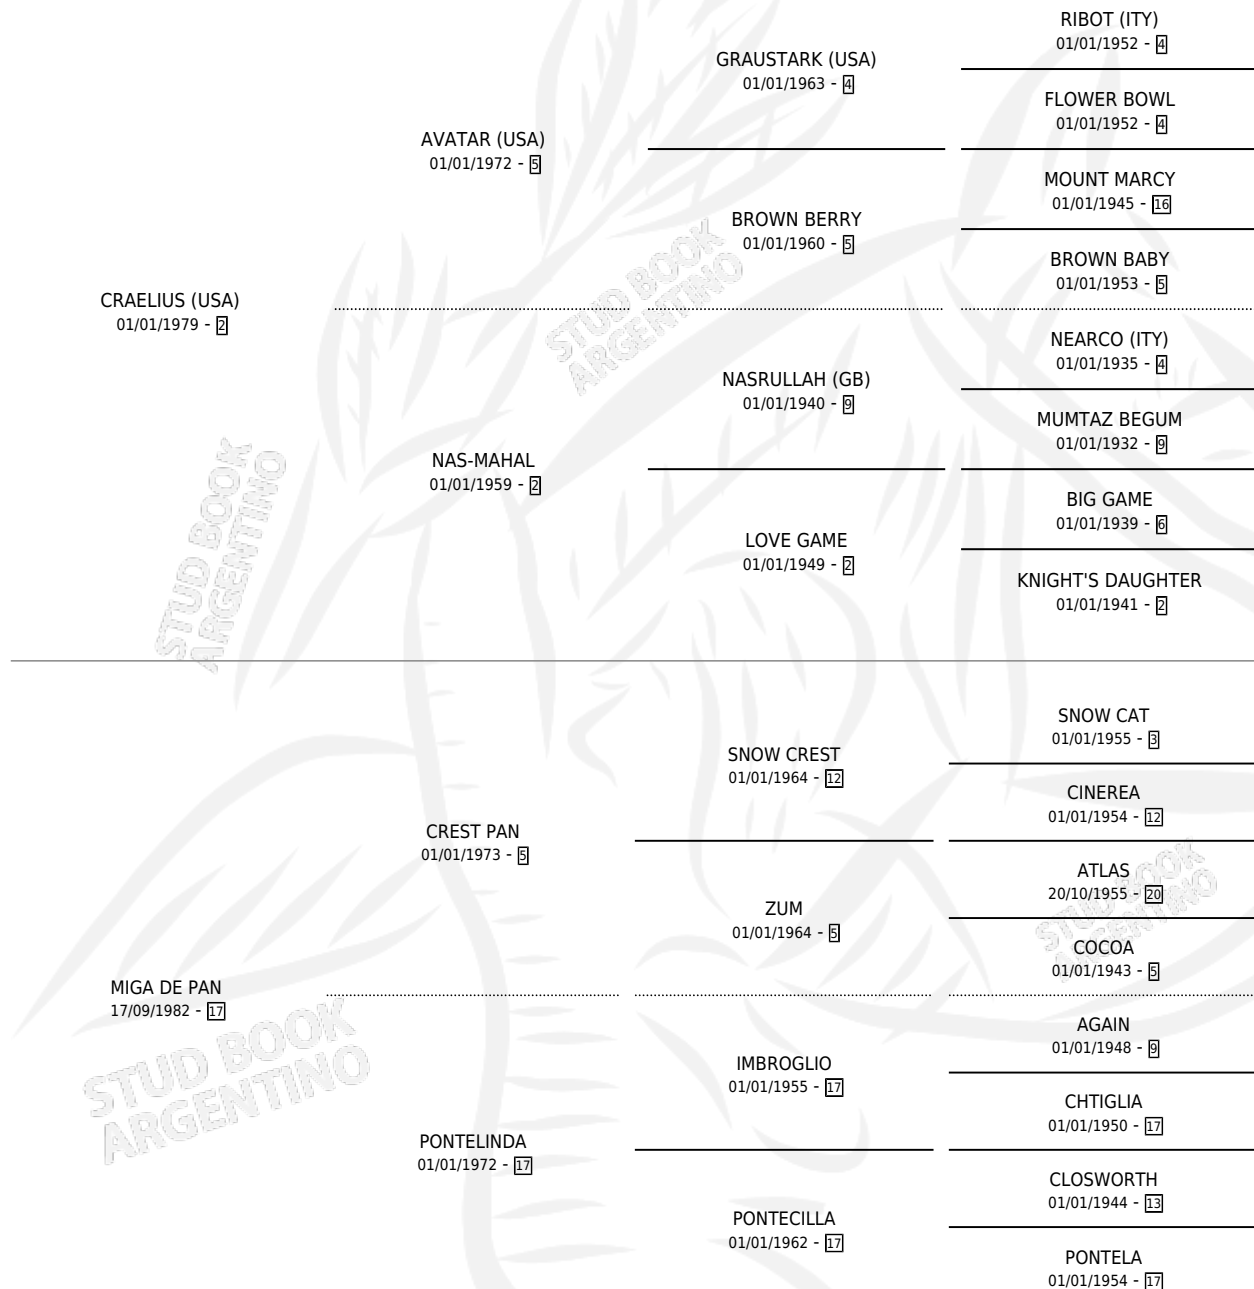 RIBOT (ITY)
01/01/1952 - 4
GRAUSTARK (USA)
01/01/1963 - 4
FLOWER BOWL
01/01/1952 - 4
AVATAR (USA)
01/01/1972 - 5
MOUNT MARCY
01/01/1945 - 16
BROWN BERRY
01/01/1960 - 5
BROWN BABY
01/01/1953 - 5
CRAELIUS (USA)
01/01/1979 - 2
NEARCO (ITY)
01/01/1935 - 4
NASRULLAH (GB)
01/01/1940 - 9
MUMTAZ BEGUM
01/01/1932 - 9
NAS-MAHAL
01/01/1959 - 2
BIG GAME
01/01/1939 - 6
LOVE GAME
01/01/1949 - 2
KNIGHT'S DAUGHTER
01/01/1941 - 2
SNOW CAT
01/01/1955 - 3
SNOW CREST
01/01/1964 - 12
CINEREA
01/01/1954 - 12
CREST PAN
01/01/1973 - 5
ATLAS
20/10/1955 - 20
ZUM
01/01/1964 - 5
COCOA
01/01/1943 - 5
MIGA DE PAN
17/09/1982 - 17
AGAIN
01/01/1948 - 9
IMBROGLIO
01/01/1955 - 17
CHTIGLIA
01/01/1950 - 17
PONTELINDA
01/01/1972 - 17
CLOSWORTH
01/01/1944 - 13
PONTECILLA
01/01/1962 - 17
PONTELA
01/01/1954 - 17
STUD BOOK
ARGENTINO
STUD BOOK
ARGENTINO
STUD BOOK
ARGENTINO
STUD BOOK
ARGENTINO